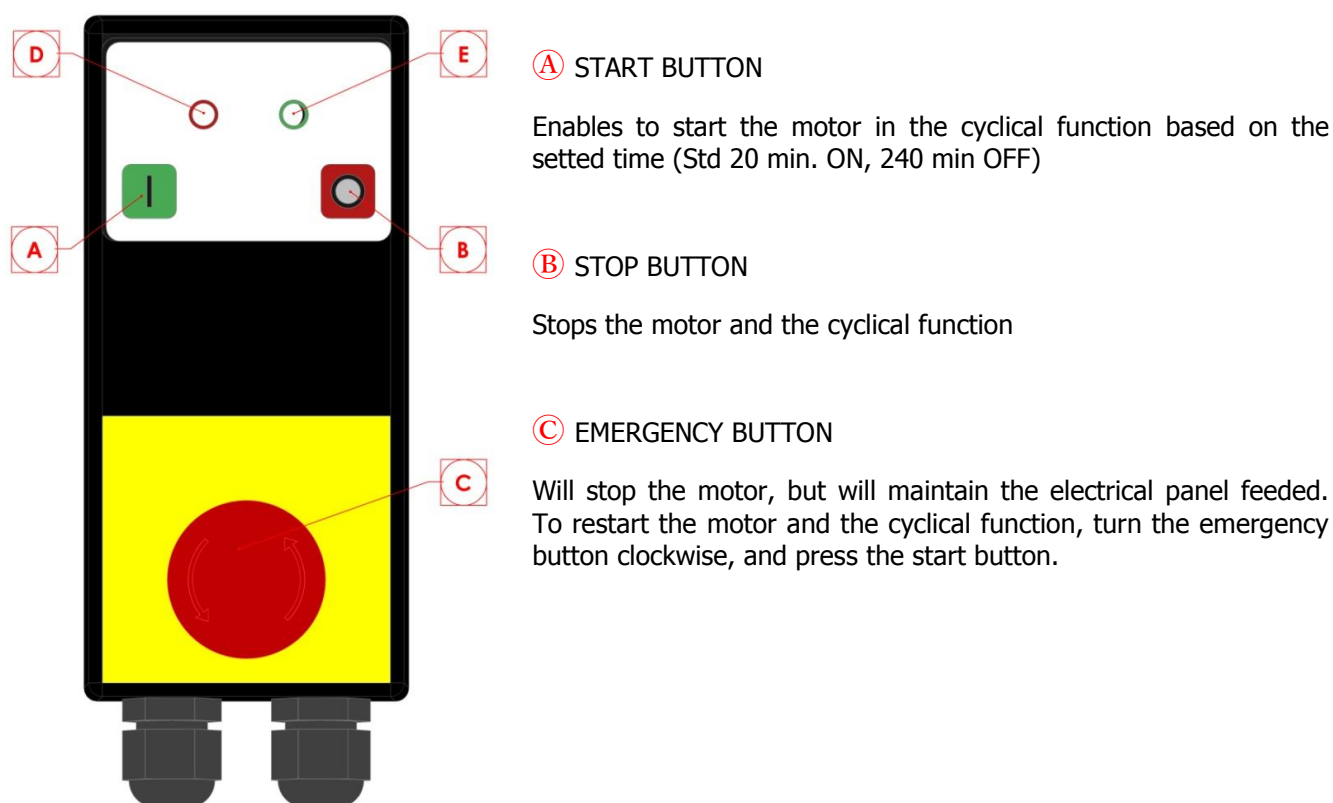 D
E
A
B
C
Ⓐ START BUTTON
Enables to start the motor in the cyclical function based on the
setted time (Std 20 min. ON, 240 min OFF)
Ⓑ STOP BUTTON
Stops the motor and the cyclical function
Ⓒ EMERGENCY BUTTON
Will stop the motor, but will maintain the electrical panel feeded.
To restart the motor and the cyclical function, turn the emergency
button clockwise, and press the start button.